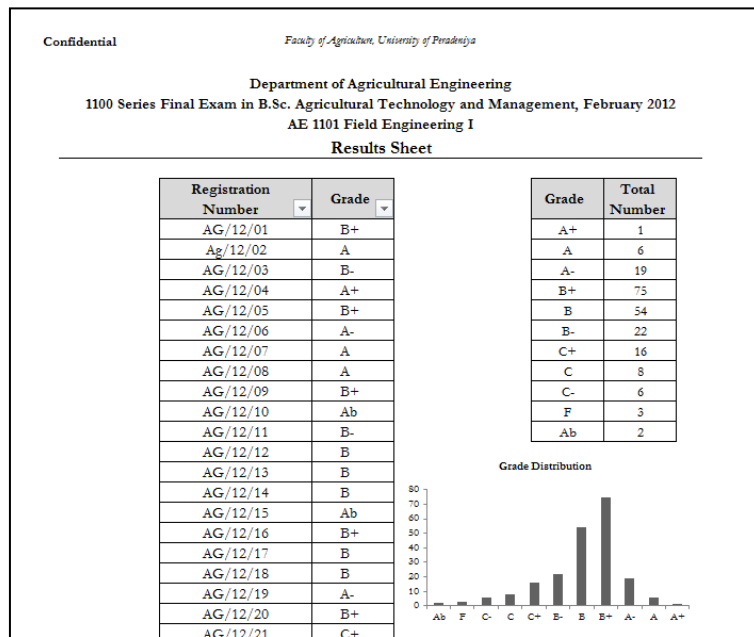 Confidential
Faculty of Agriculture, University of Peradeniya
Department of Agricultural Engineering
1100 Series Final Exam in B.Sc. Agricultural Technology and Management, February 2012
AE 1101 Field Engineering I
Results Sheet
Registration Number Grade
AG/12/01 B+
Ag/12/02 A
AG/12/03 B-
AG/12/04 A+
AG/12/05 B+
AG/12/06 A-
AG/12/07 A
AG/12/08 A
AG/12/09 B+
AG/12/10 Ab
AG/12/11 B-
AG/12/12 B
AG/12/13 B
AG/12/14 B
AG/12/15 Ab
AG/12/16 B+
AG/12/17 B
AG/12/18 B
AG/12/19 A-
AG/12/20 B+
AG/12/21 C+
Grade Total Number
A+ 1
A 6
A- 19
B+ 75
B 54
B- 22
C+ 16
C 8
C- 6
F 3
Ab 2
Grade Distribution
80
70
60
50
40
30
20
10
0
Ab F C- C C+ B- B B+ A- A A+